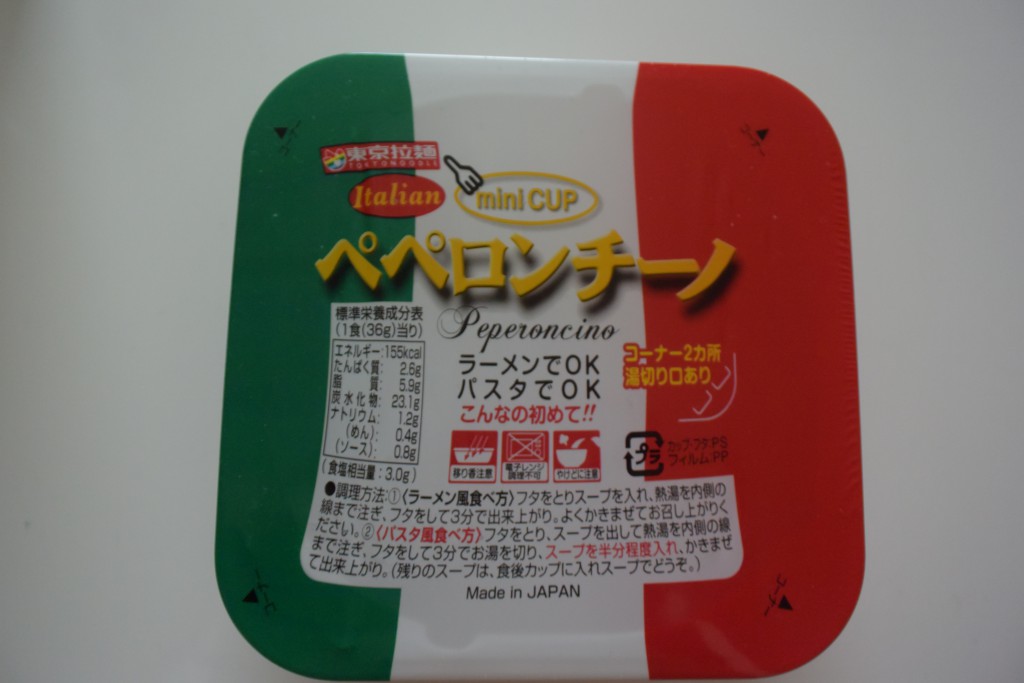 東京拉麺
TOKYO NOODLE
Italian
mini CUP
ペペロンチーノ
Peperoncino
標準栄養成分表
(1食(36g)当り)
エネルギー:155kcal
たんぱく質: 2.6g
脂質: 5.9g
炭水化物: 23.1g
ナトリウム: 1.2g
(めん): 0.4g
(ソース): 0.8g
(食塩相当量:3.0g)
ラーメンでOK
パスタでOK
こんなの初めて!!
コーナー2カ所
湯切り口あり
移り香注意
電子レンジ
調理不可
やけどに注意
プラ
カップ・フタ:PS
フィルム:PP
●調理方法:①〈ラーメン風食べ方〉フタをとりスープを入れ、熱湯を内側の
線まで注ぎ、フタをして3分で出来上がり。よくかきまぜてお召し上がりく
ださい。②〈パスタ風食べ方〉フタをとり、スープを出して熱湯を内側の線
まで注ぎ、フタをして3分でお湯を切り、スープを半分程度入れ、かきまぜ
て出来上がり。(残りのスープは、食後カップに入れスープでどうぞ。)
Made in JAPAN